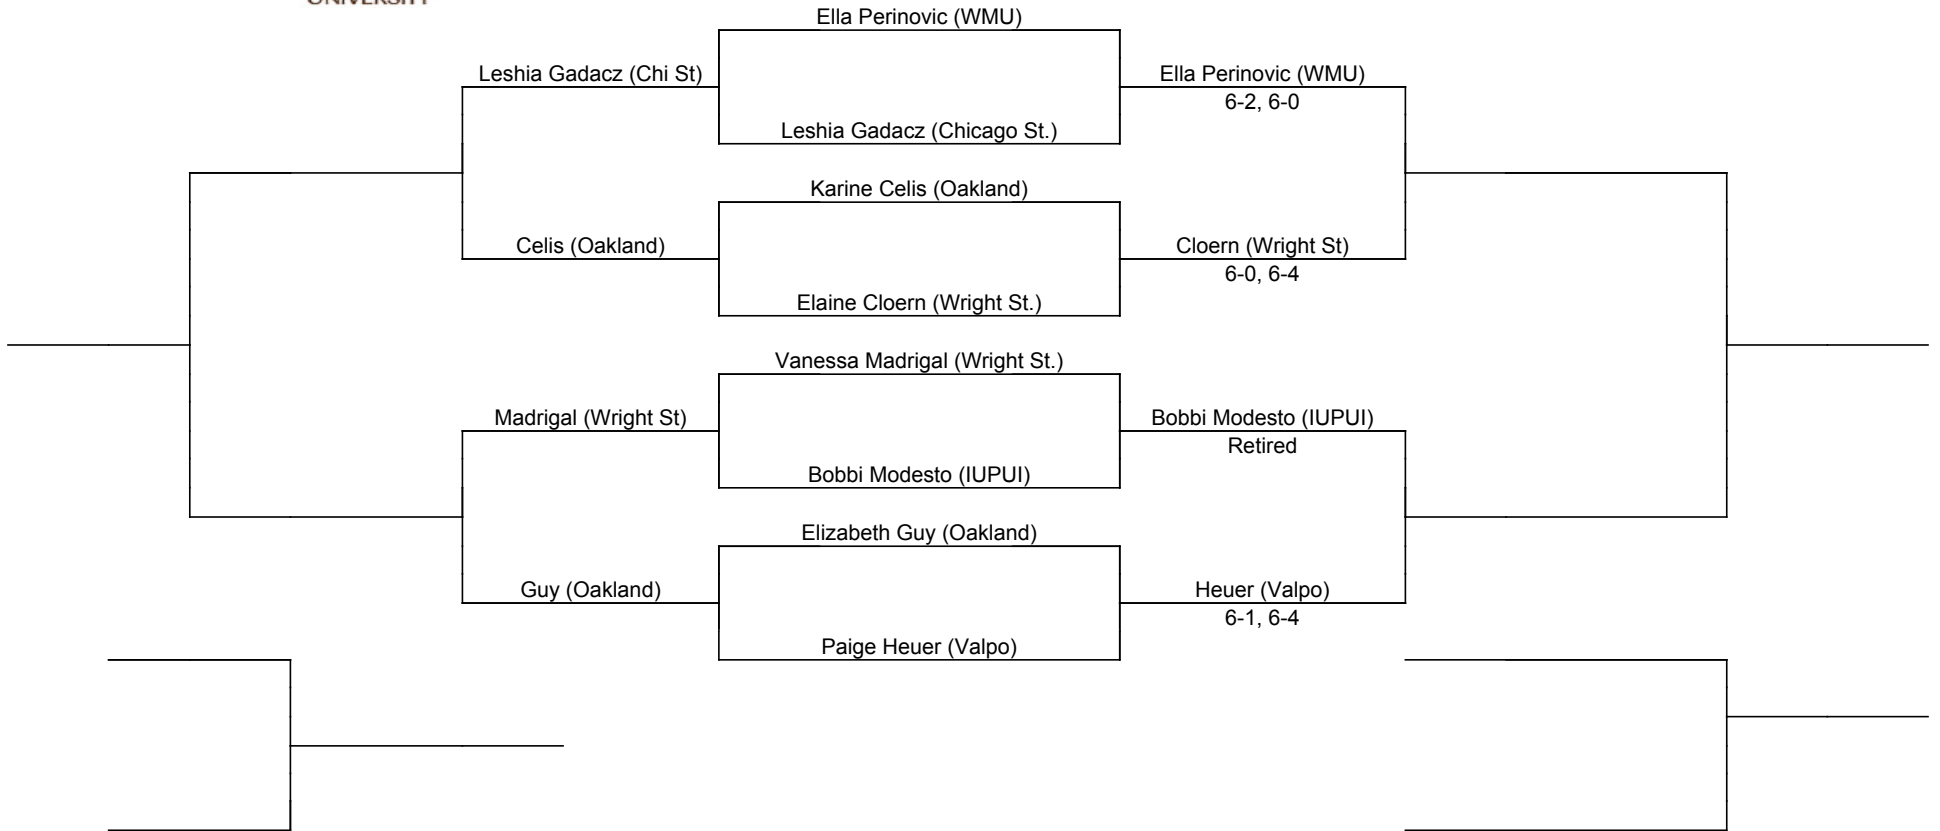 UNIVERSITY
Ella Perinovic (WMU)
Leshia Gadacz (Chi St)
Ella Perinovic (WMU)
6-2, 6-0
Leshia Gadacz (Chicago St.)
Karine Celis (Oakland)
Celis (Oakland)
Cloern (Wright St)
6-0, 6-4
Elaine Cloern (Wright St.)
Vanessa Madrigal (Wright St.)
Madrigal (Wright St)
Bobbi Modesto (IUPUI)
Retired
Bobbi Modesto (IUPUI)
Elizabeth Guy (Oakland)
Guy (Oakland)
Heuer (Valpo)
6-1, 6-4
Paige Heuer (Valpo)